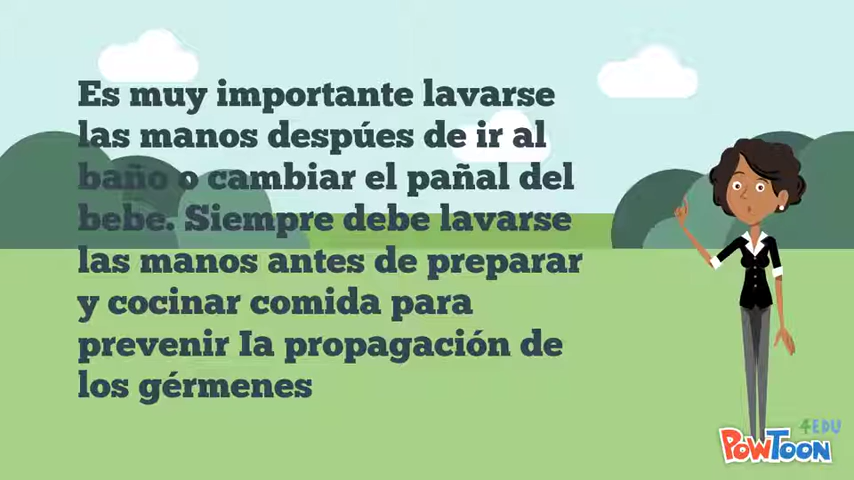 Es muy importante lavarse
las manos despúes de ir al
baño o cambiar el pañal del
bebe. Siempre debe lavarse
las manos antes de preparar
y cocinar comida para
prevenir Ia propagación de
los gérmenes
4EDU
POWTOON